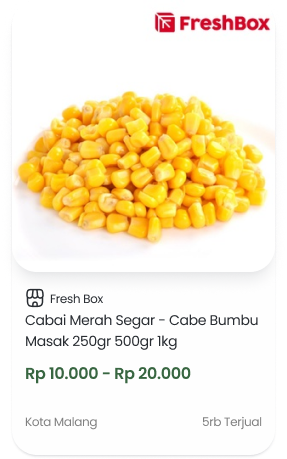 FreshBox
Fresh Box
Cabai Merah Segar - Cabe Bumbu
Masak 250gr 500gr 1kg
Rp 10.000 - Rp 20.000
Kota Malang 5rb Terjual